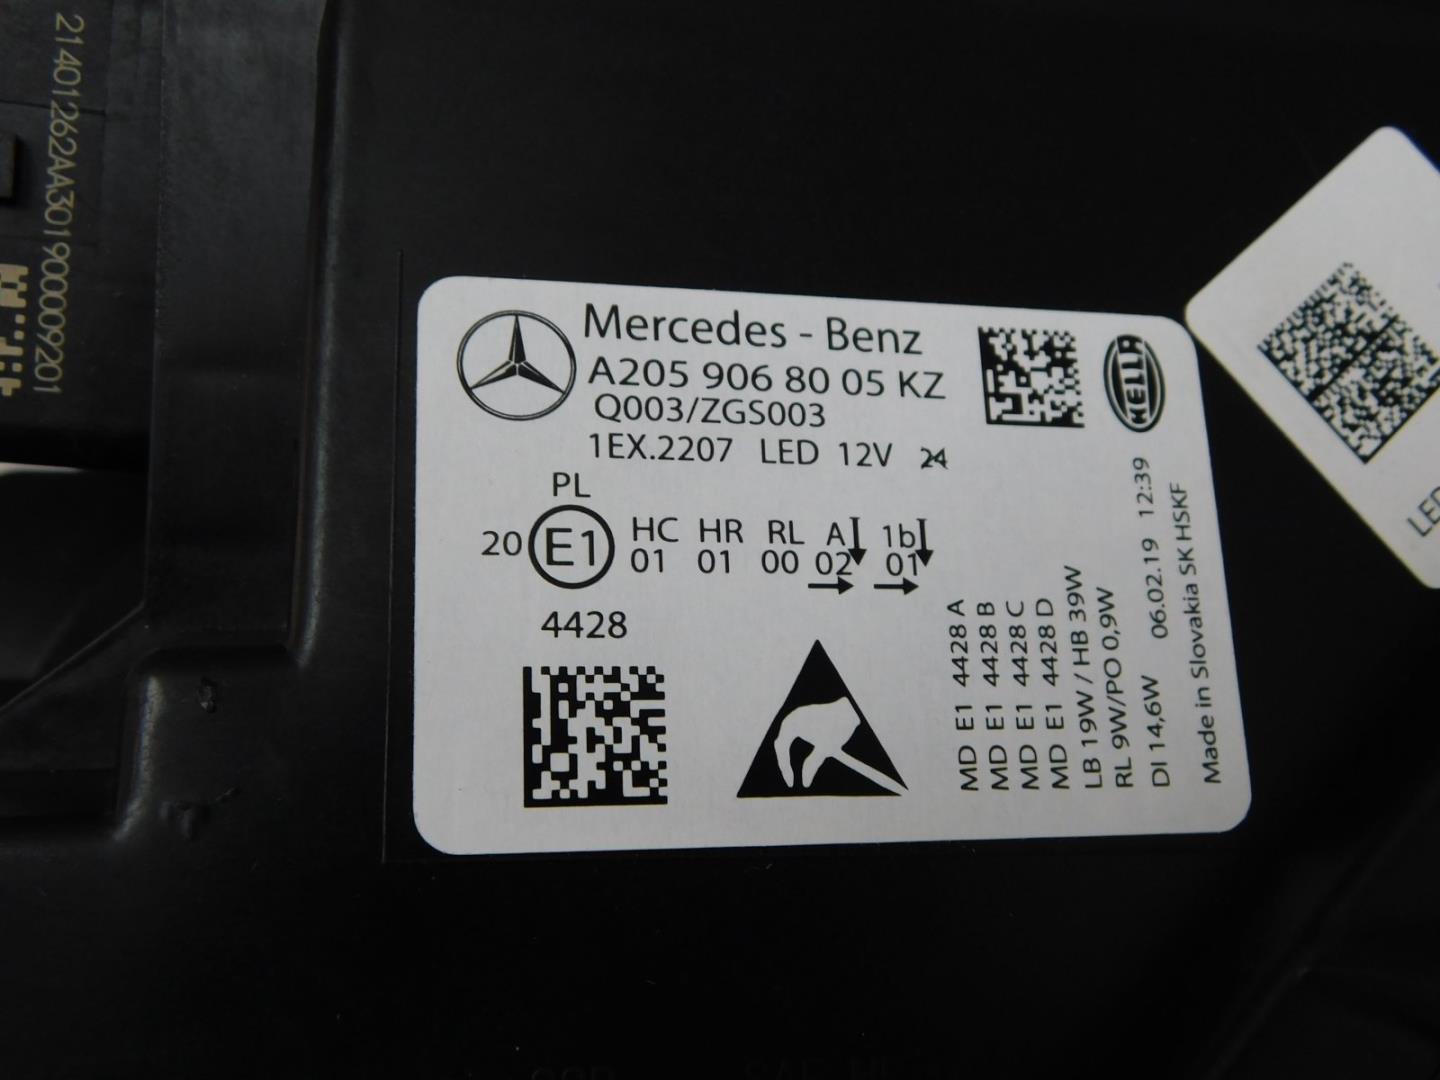 21401262AA3019000009201
Mercedes - Benz
A205 906 80 05 KZ
Q003/ZGS003
1EX.2207 LED 12V 24
HELLA
PL
20 E1 HC HR RL A 1b
01 01 00 02 01
4428
MD E1 4428 A
MD E1 4428 B
MD E1 4428 C
MD E1 4428 D
LB 19W / HB 39W
RL 9W/PO 0,9W
DI 14,6W 06.02.19 12:39
Made in Slovakia SK HSKF
LED